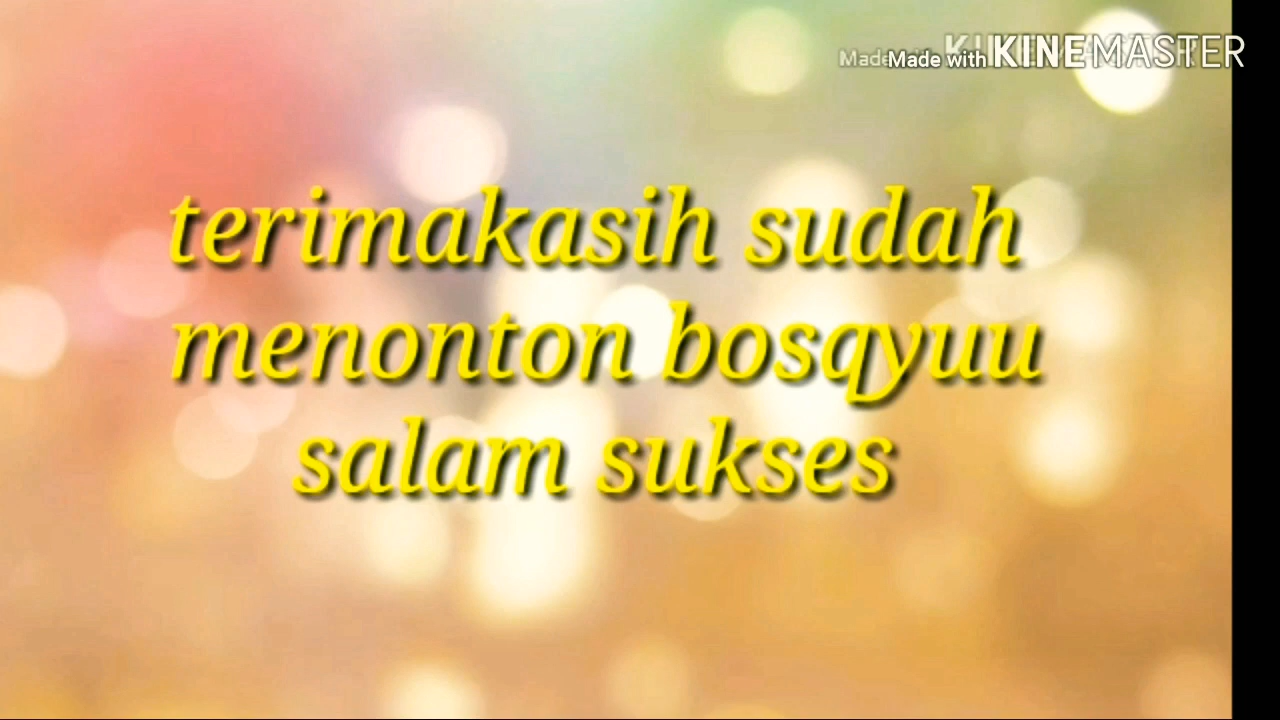 Made with KINEMASTER
terimakasih sudah
menonton bosqyuu
salam sukses